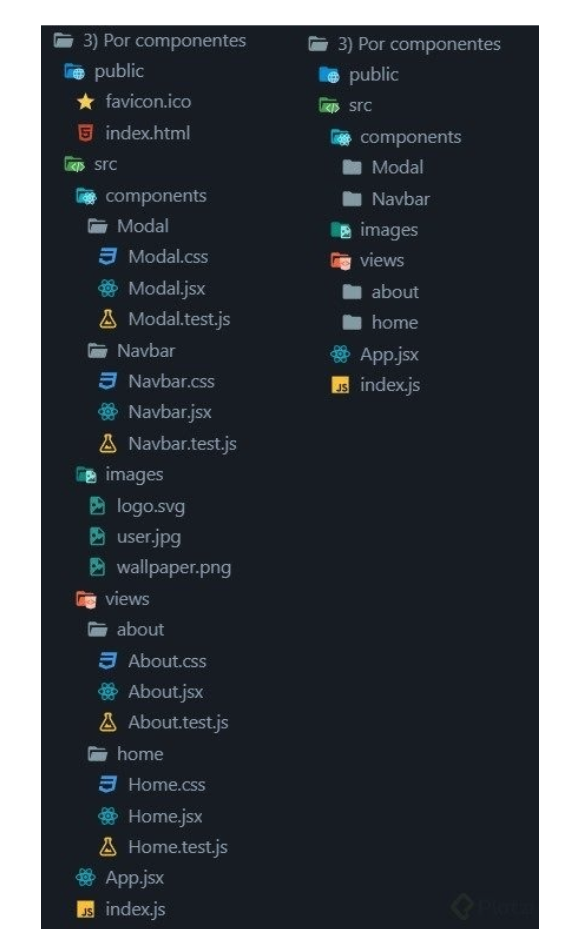 3) Por componentes
public
favicon.ico
index.html
src
components
Modal
Modal.css
Modal.jsx
Modal.test.js
Navbar
Navbar.css
Navbar.jsx
Navbar.test.js
images
logo.svg
user.jpg
wallpaper.png
views
about
About.css
About.jsx
About.test.js
home
Home.css
Home.jsx
Home.test.js
App.jsx
JS index.js
3) Por componentes
public
src
components
Modal
Navbar
images
views
about
home
App.jsx
JS index.js